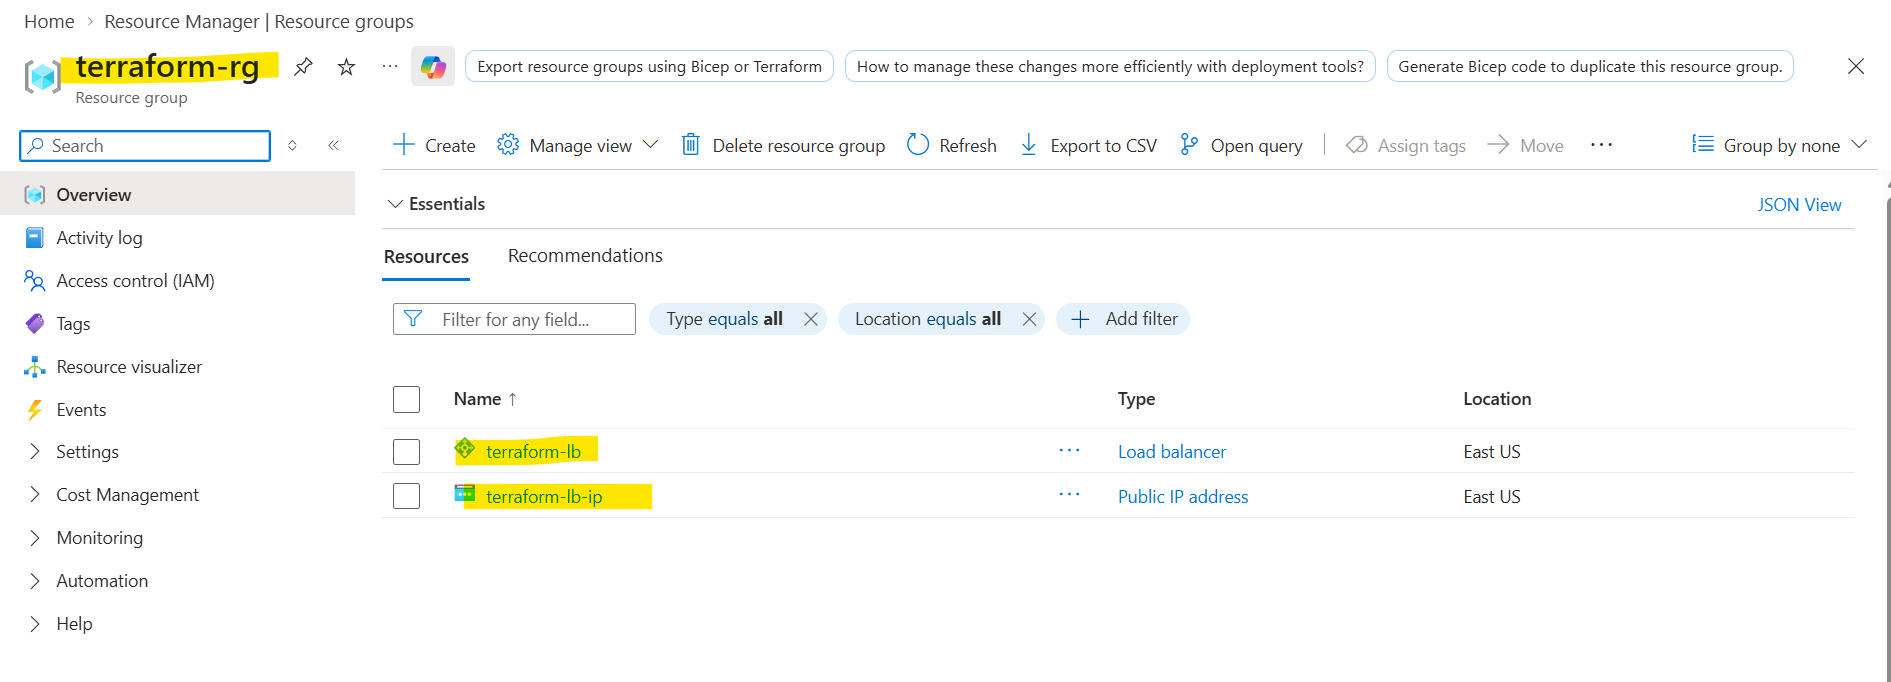 Home > Resource Manager | Resource groups
terraform-rg
Resource group
Export resource groups using Bicep or Terraform
How to manage these changes more efficiently with deployment tools?
Generate Bicep code to duplicate this resource group.
Search
Create
Manage view
Delete resource group
Refresh
Export to CSV
Open query
Assign tags
Move
Group by none
Overview
Activity log
Access control (IAM)
Tags
Resource visualizer
Events
Settings
Cost Management
Monitoring
Automation
Help
Essentials
JSON View
Resources
Recommendations
Filter for any field...
Type equals all
Location equals all
Add filter
Name ↑ Type Location
terraform-lb ... Load balancer East US
terraform-lb-ip ... Public IP address East US